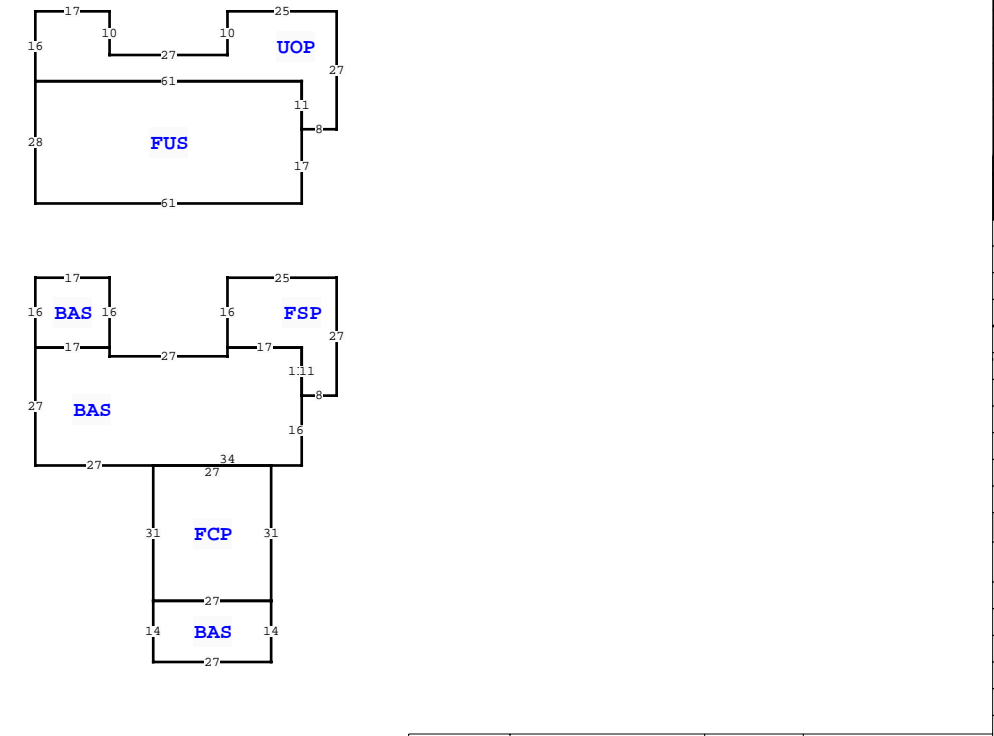 17 25
10 10
16 UOP
27
27
61
11
8
28 FUS
17
61
17 25
16 BAS 16 16 FSP
27
17 27 17
11 11
8
27 BAS
16
34
27 27
31 FCP 31
27
14 BAS 14
27